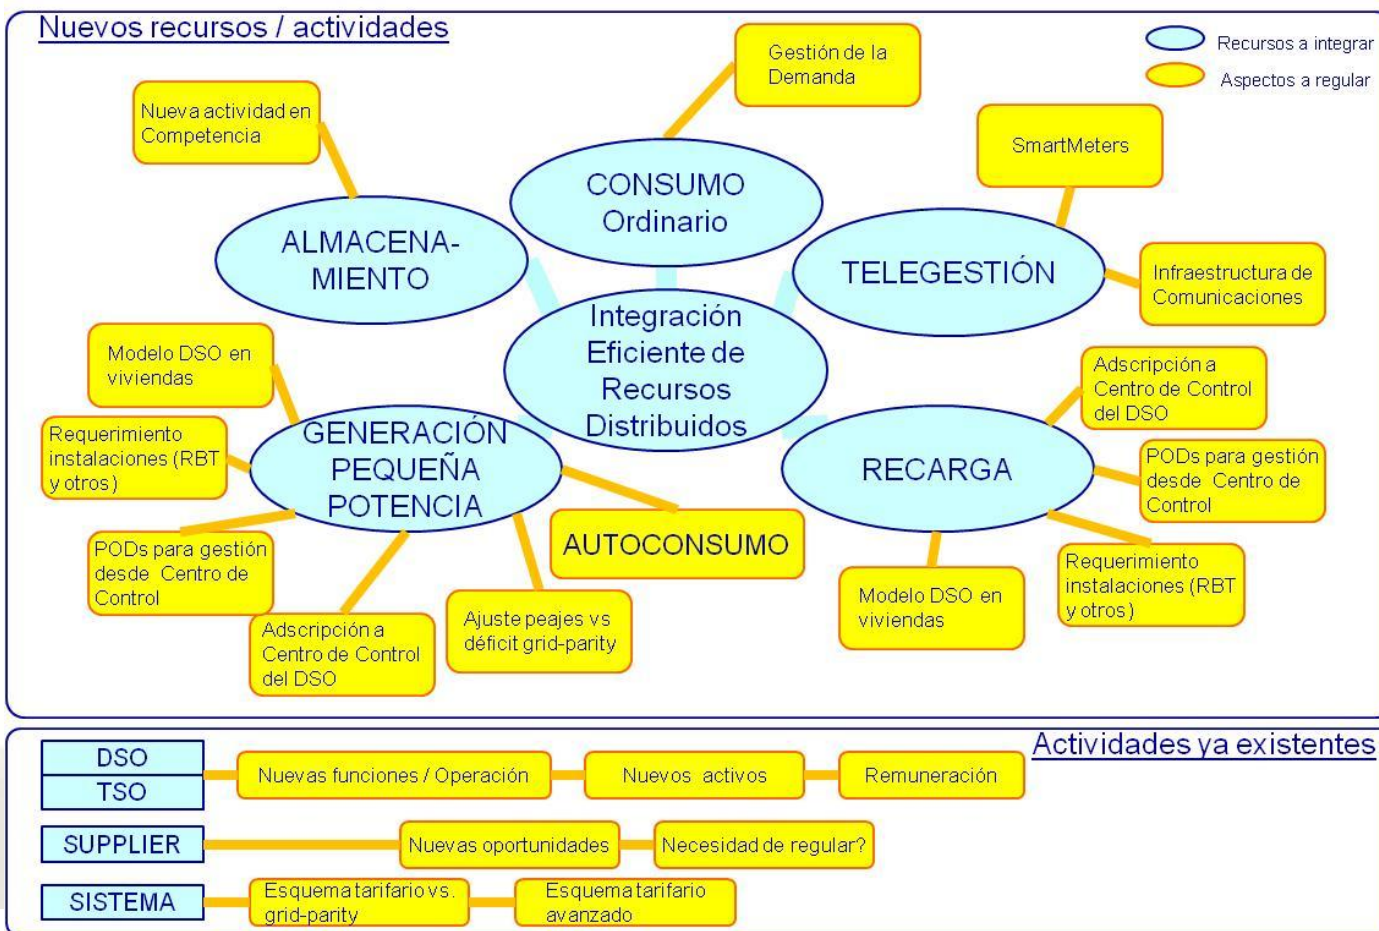 Nuevos recursos / actividades
Recursos a integrar
Aspectos a regular
Gestión de la
Demanda
Nueva actividad en
Competencia
SmartMeters
CONSUMO
Ordinario
ALMACENA-
MIENTO
TELEGESTIÓN
Infraestructura de
Comunicaciones
Integración
Eficiente de
Recursos
Distribuidos
Modelo DSO en
viviendas
Requerimiento
instalaciones (RBT
y otros)
GENERACIÓN
PEQUEÑA
POTENCIA
PODs para gestión
desde Centro de
Control
Adscripción a
Centro de Control
del DSO
Ajuste peajes vs
déficit grid-parity
AUTOCONSUMO
RECARGA
Adscripción a
Centro de Control
del DSO
PODs para gestión
desde Centro de
Control
Requerimiento
instalaciones (RBT
y otros)
Modelo DSO en
viviendas
Actividades ya existentes
DSO
TSO
Nuevas funciones / Operación
Nuevos activos
Remuneración
SUPPLIER
Nuevas oportunidades
Necesidad de regular?
SISTEMA
Esquema tarifario vs.
grid-parity
Esquema tarifario
avanzado